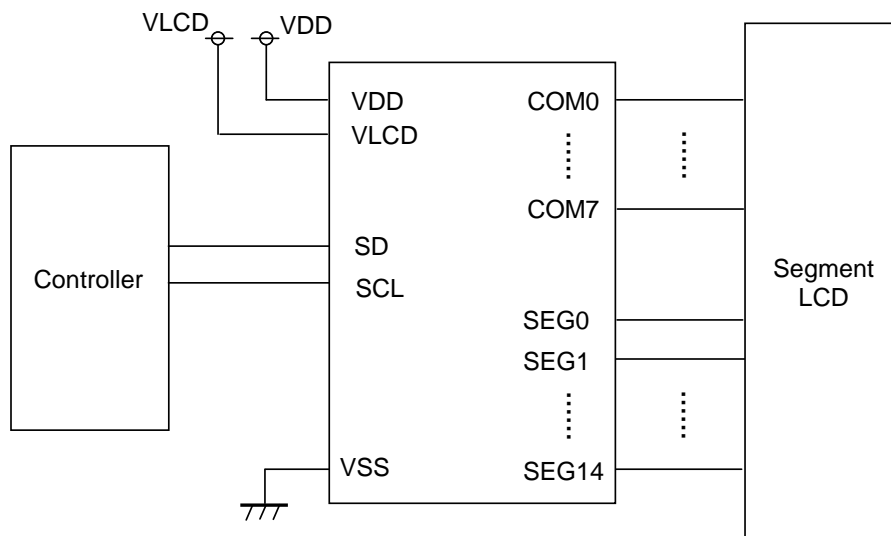 VLCD
VDD
VDD
VLCD
SD
SCL
VSS
COM0
COM7
SEG0
SEG1
SEG14
Controller
Segment
LCD